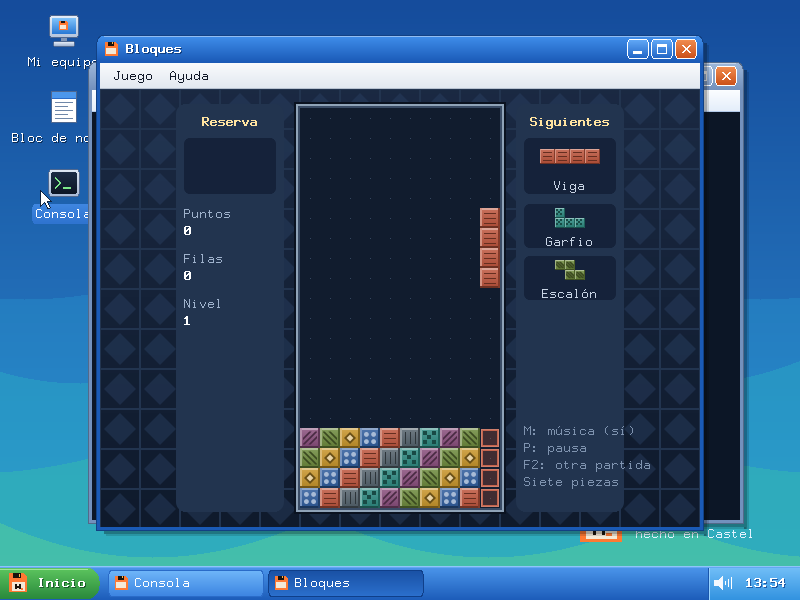 Bloques
Mi equip
Juego Ayuda
Bloc de no
Consola
Reserva
Puntos
0
Filas
0
Nivel
1
Siguientes
Viga
Garfio
Escalón
M: música (sí)
P: pausa
F2: otra partida
Siete piezas
hecho en Castel
Inicio
Consola
Bloques
13:54